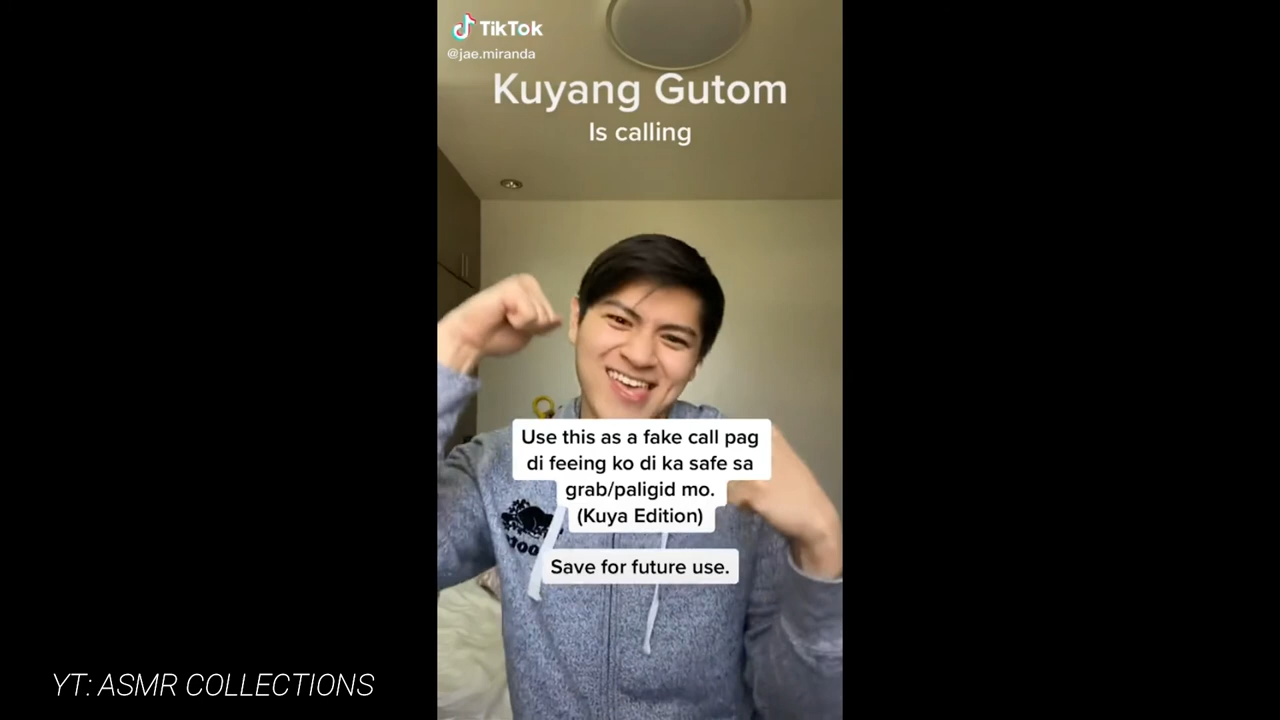 TikTok
@jae.miranda
Kuyang Gutom
Is calling
Use this as a fake call pag
di feeing ko di ka safe sa
grab/paligid mo.
(Kuya Edition)
Save for future use.
YT: ASMR COLLECTIONS